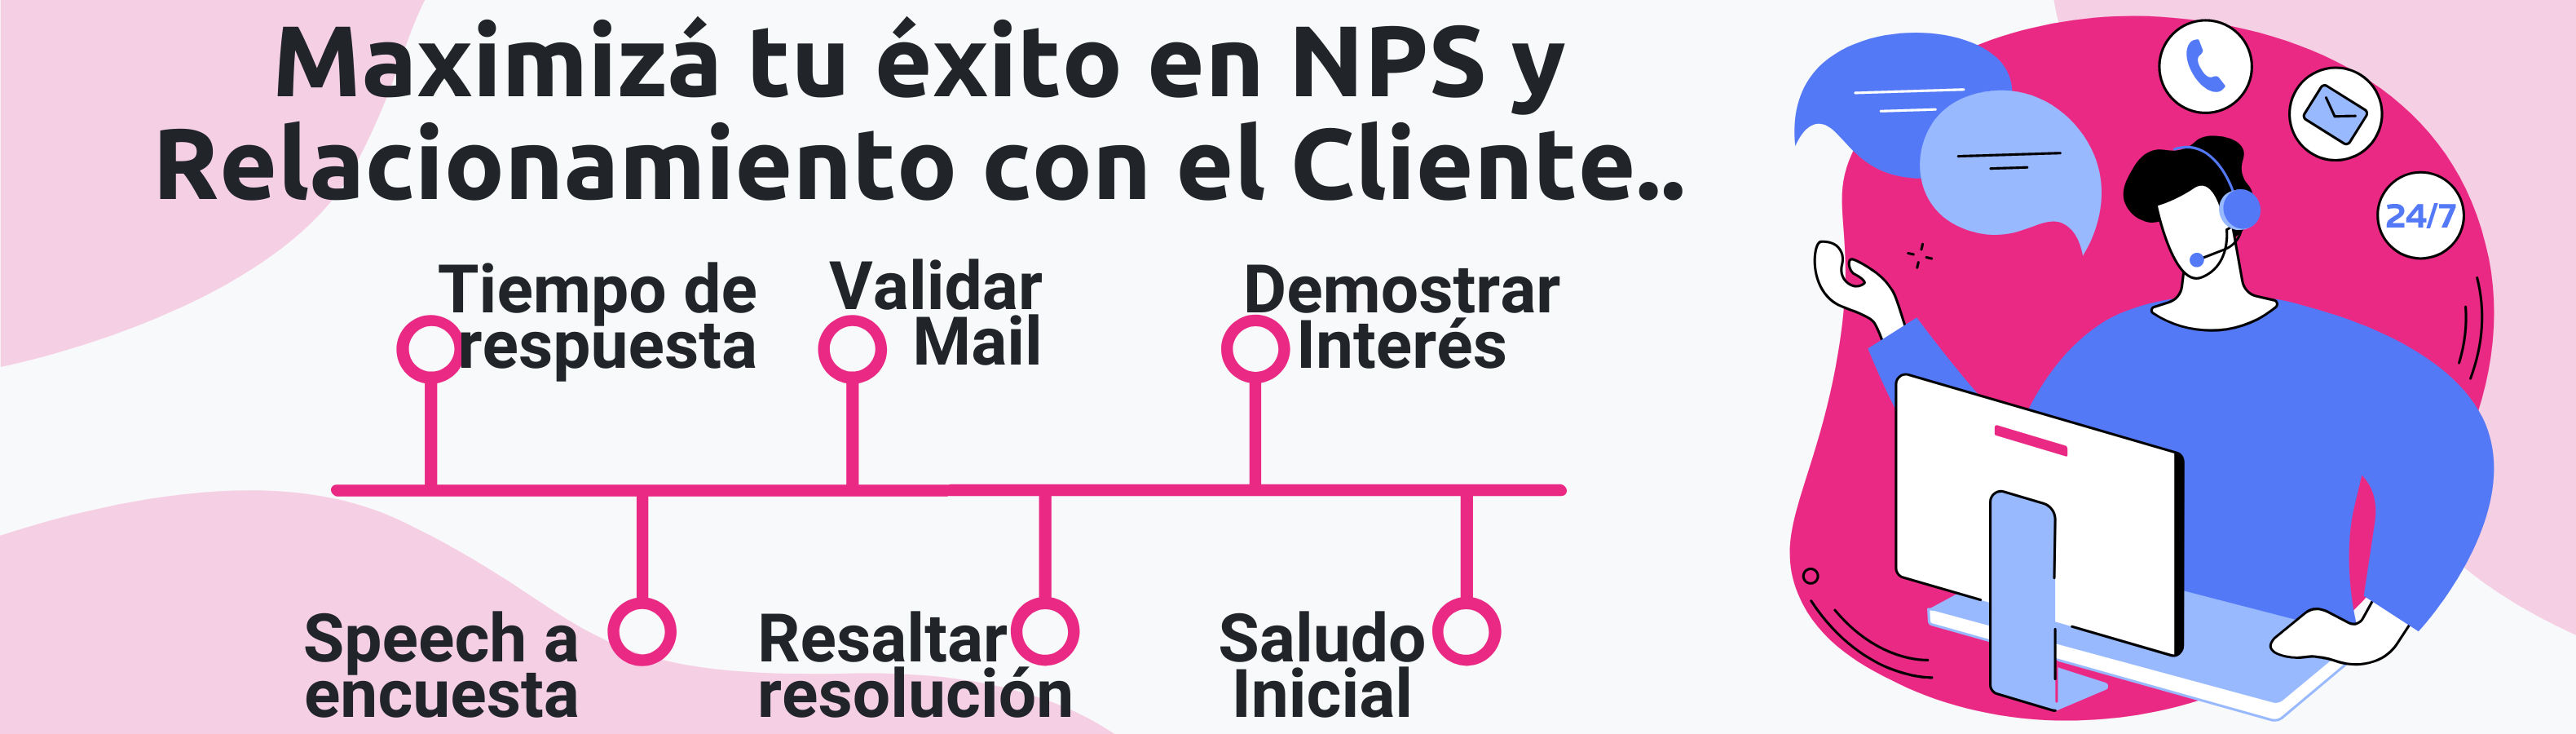 Maximizá tu éxito en NPS y
Relacionamiento con el Cliente..
24/7
Tiempo de
respuesta
Validar
Mail
Demostrar
Interés
Speech a
encuesta
Resaltar
resolución
Saludo
Inicial